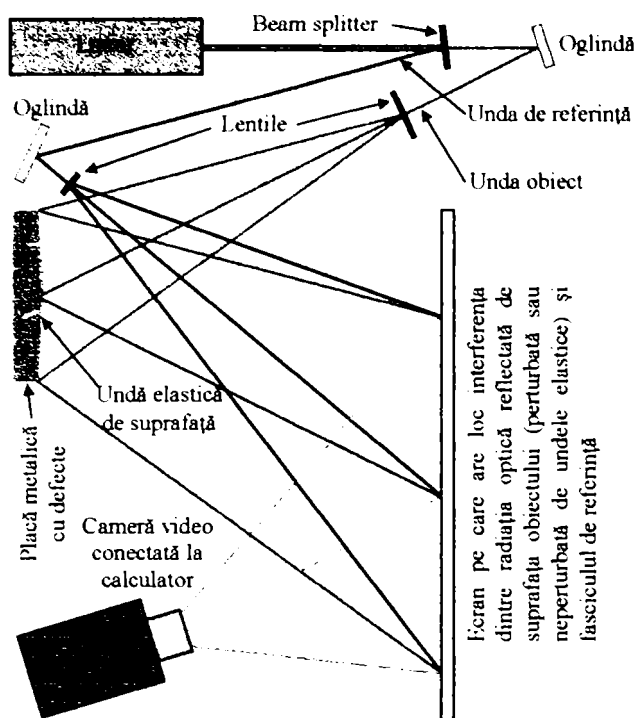 Beam splitter
Oglindă
Oglindă
Lentile
Unda de referință
Unda obiect
Undă elastica
de suprafață
Placă metalică
cu defecte
Cameră video
conectată la
calculator
Ecran pe care are loc interferența
dintre radiația optică reflectată de
suprafața obiectului (perturbată sau
neperturbată de undele elastice) și
fasciculul de referință